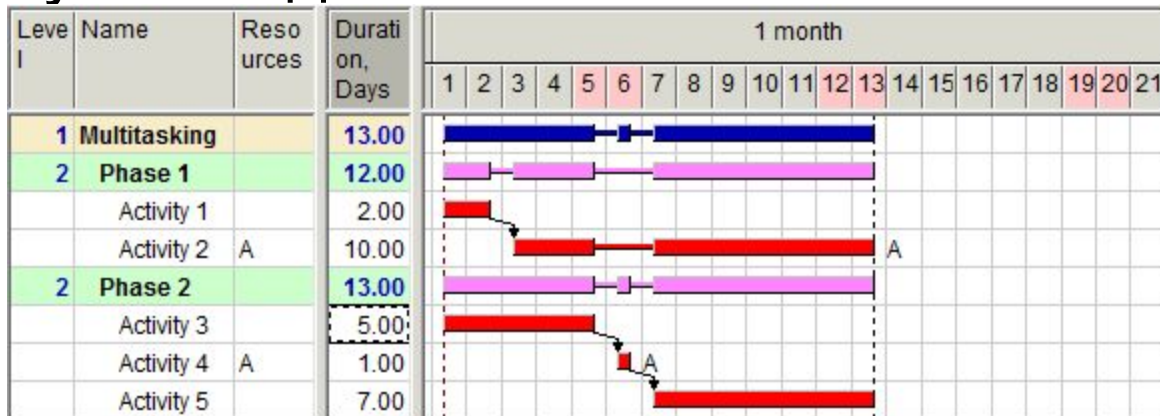 Leve Name Reso Durati 1 month
l urces on,
Days 1 2 3 4 5 6 7 8 9 10 11 12 13 14 15 16 17 18 19 20 21
1 Multitasking 13.00
2 Phase 1 12.00
Activity 1 2.00
Activity 2 A 10.00 A
2 Phase 2 13.00
Activity 3 5.00
Activity 4 A 1.00 A
Activity 5 7.00